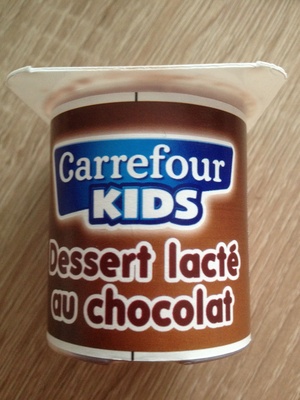 Carrefour
KIDS
Dessert lacté
au chocolat